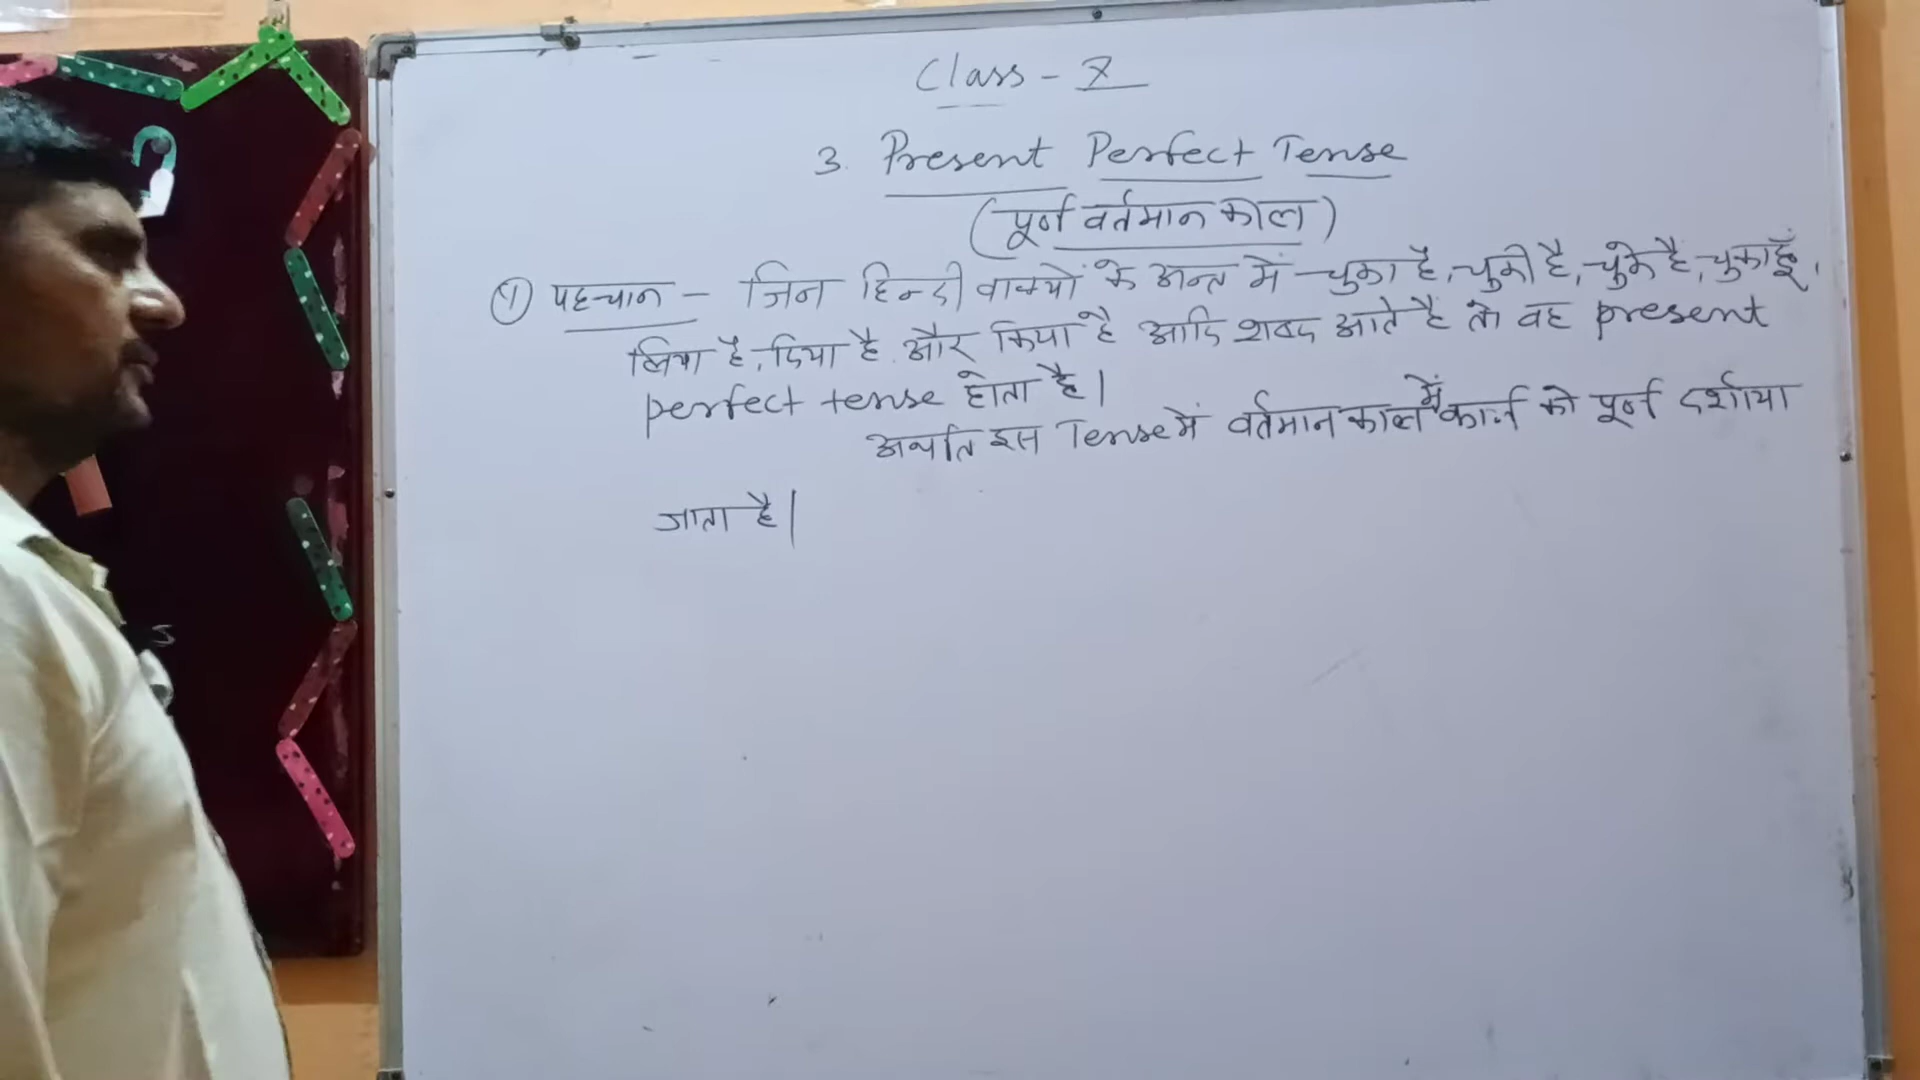 Class - X
3. Present Perfect Tense
(पूर्ण वर्तमान काल)
① पहचान - जिन हिन्दी वाक्यों के अन्त में चुका है, चुकी है, चुके है, चुका हूँ,
लिया है, दिया है और किया है आदि शब्द आते है तो वह present
perfect tense होता है।
अर्थात इस Tense में वर्तमान काल में कार्य को पूर्ण दर्शाया
जाता है।